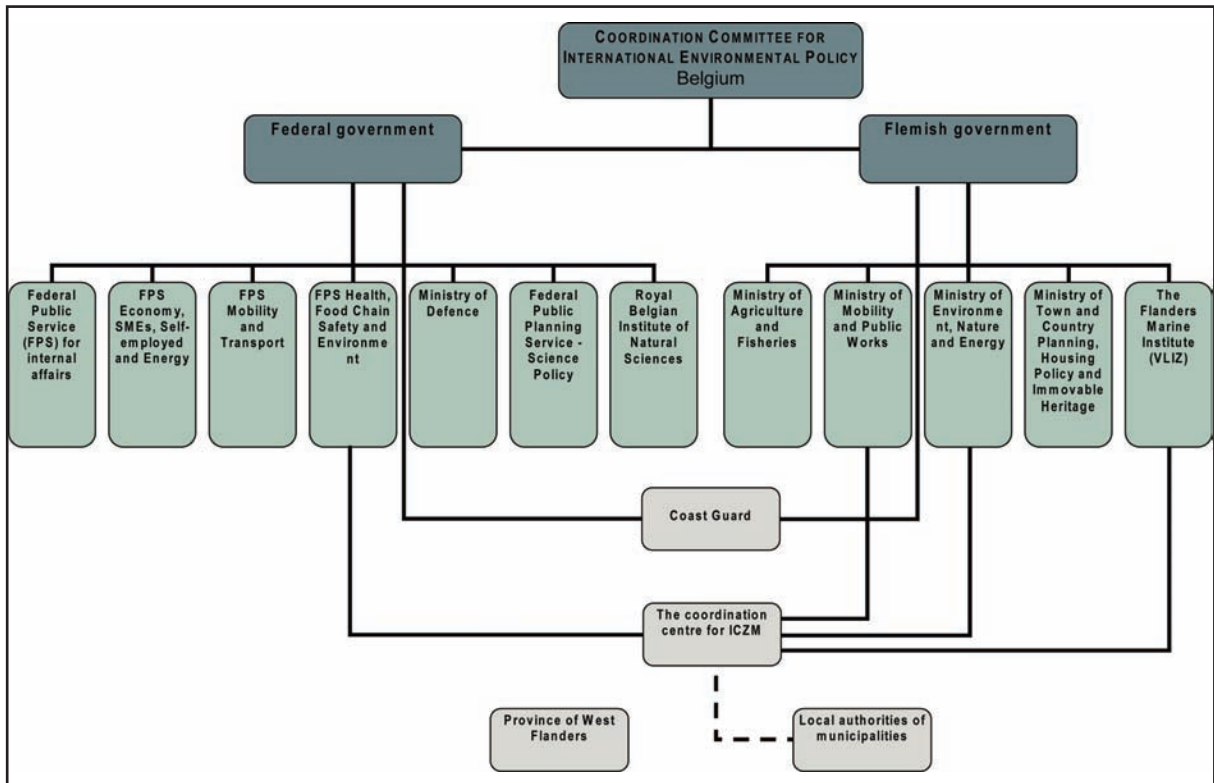 COORDINATION COMMITTEE FOR
INTERNATIONAL ENVIRONMENTAL POLICY
Belgium
Federal government
Flemish government
Federal
Public
Service
(FPS) for
internal
affairs
FPS
Economy,
SMEs, Self-
employed
and Energy
FPS
Mobility
and
Transport
FPS Health,
Food Chain
Safety and
Environme
nt
Ministry of
Defence
Federal
Public
Planning
Service -
Science
Policy
Royal
Belgian
Institute of
Natural
Sciences
Ministry of
Agriculture
and
Fisheries
Ministry of
Mobility
and Public
Works
Ministry of
Environmen
t, Nature
and Energy
Ministry of
Town and
Country
Planning,
Housing
Policy and
Immovable
Heritage
The
Flanders
Marine
Institute
(VLIZ)
Coast Guard
The coordination
centre for ICZM
Province of West
Flanders
Local authorities of
municipalities